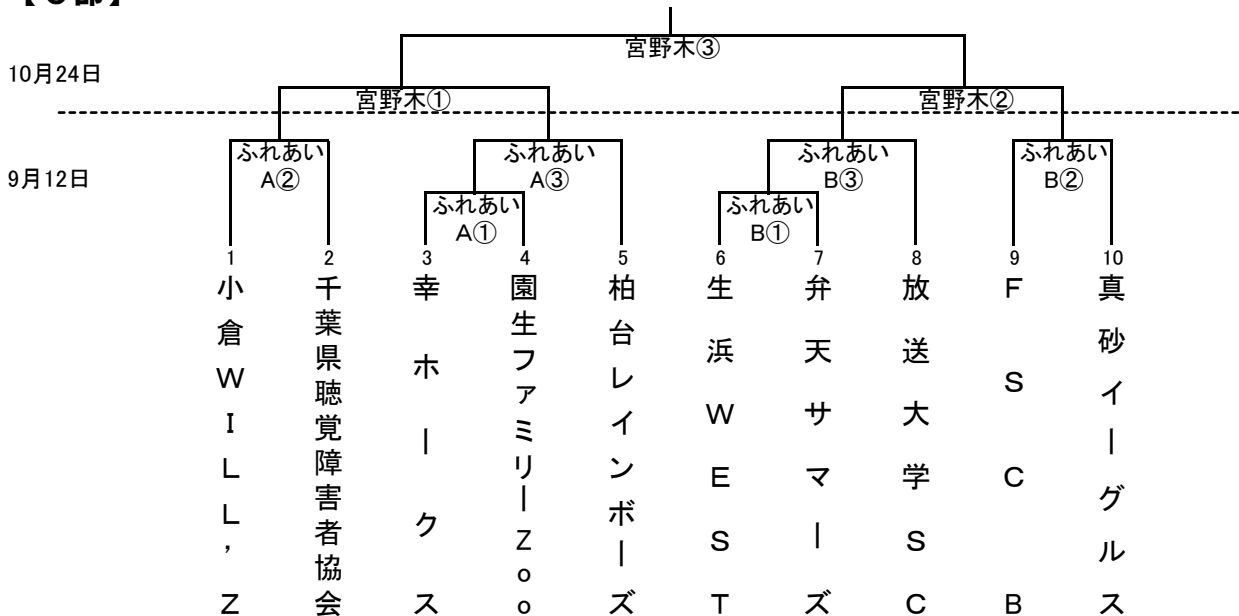 宮野木③
10月24日
宮野木① 宮野木②
ふれあい ふれあい ふれあい ふれあい
9月12日 A② A③ B③ B②
ふれあい ふれあい
A① B①
1 2 3 4 5 6 7 8 9 10
小倉WILL'Z
千葉県聴覚障害者協会
幸ホークス
園生ファミリーZoo
柏台レインボーズ
生浜WEST
弁天サマーズ
放送大学SC
FSCB
真砂イーグルス